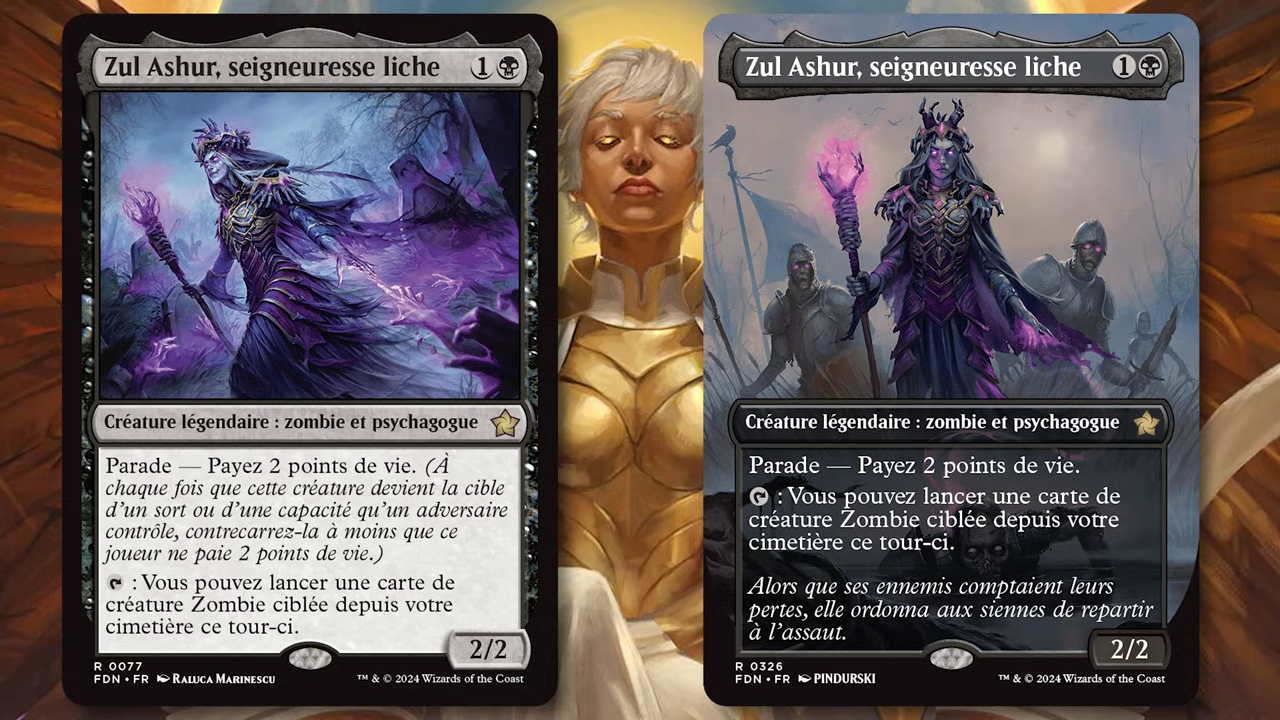 Zul Ashur, seigneuresse liche 1
Créature légendaire : zombie et psychagogue
Parade — Payez 2 points de vie. (À
chaque fois que cette créature devient la cible
d'un sort ou d'une capacité qu'un adversaire
contrôle, contrecarrez-la à moins que ce
joueur ne paie 2 points de vie.)
: Vous pouvez lancer une carte de
créature Zombie ciblée depuis votre
cimetière ce tour-ci.
2/2
R 0077
FDN • FR Raluca Marinescu
™ & © 2024 Wizards of the Coast
Zul Ashur, seigneuresse liche 1
Créature légendaire : zombie et psychagogue
Parade — Payez 2 points de vie.
: Vous pouvez lancer une carte de
créature Zombie ciblée depuis votre
cimetière ce tour-ci.
Alors que ses ennemis comptaient leurs
pertes, elle ordonna aux siennes de repartir
à l'assaut.
2/2
R 0326
FDN • FR PINDURSKI
™ & © 2024 Wizards of the Coast